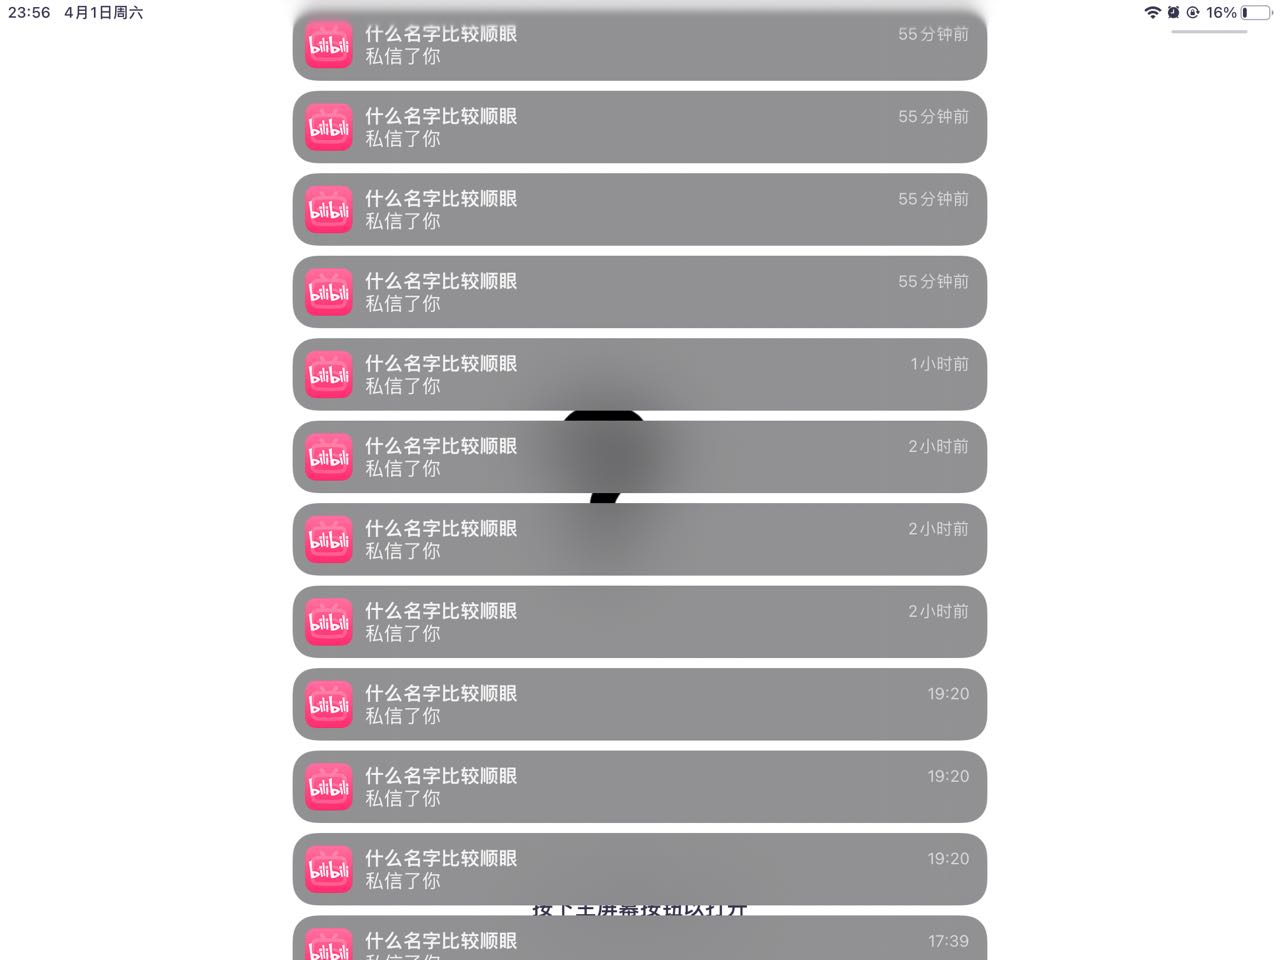 23:56 4月1日周六
16%
什么名字比较顺眼 55分钟前
私信了你
什么名字比较顺眼 55分钟前
私信了你
什么名字比较顺眼 55分钟前
私信了你
什么名字比较顺眼 55分钟前
私信了你
什么名字比较顺眼 1小时前
私信了你
什么名字比较顺眼 2小时前
私信了你
什么名字比较顺眼 2小时前
私信了你
什么名字比较顺眼 2小时前
私信了你
什么名字比较顺眼 19:20
私信了你
什么名字比较顺眼 19:20
私信了你
什么名字比较顺眼 19:20
私信了你
按下主屏幕按钮以打开
什么名字比较顺眼 17:39
私信了你
bilibili
bilibili
bilibili
bilibili
bilibili
bilibili
bilibili
bilibili
bilibili
bilibili
bilibili
bilibili